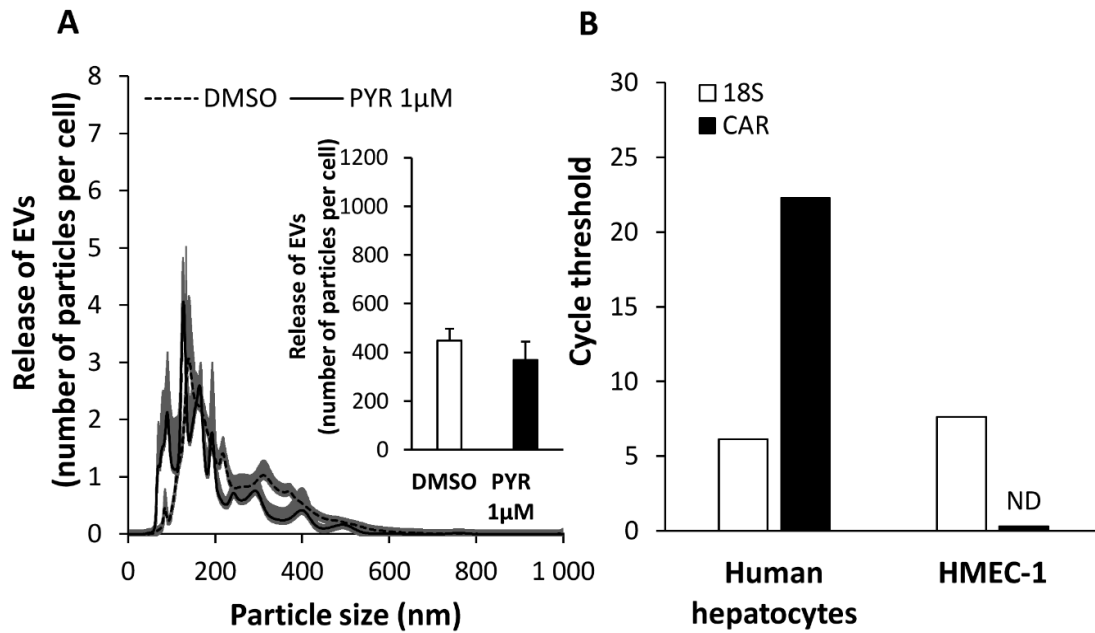 A
8
7
6
5
4
3
2
1
0
Release of EVs
(number of particles per cell)
DMSO
PYR 1µM
0
200
400
600
800
1 000
Particle size (nm)
1200
1000
800
600
400
200
0
Release of EVs
(number of particles per cell)
DMSO
PYR
1µM
B
30
25
20
15
10
5
0
Cycle threshold
18S
CAR
ND
Human
hepatocytes
HMEC-1